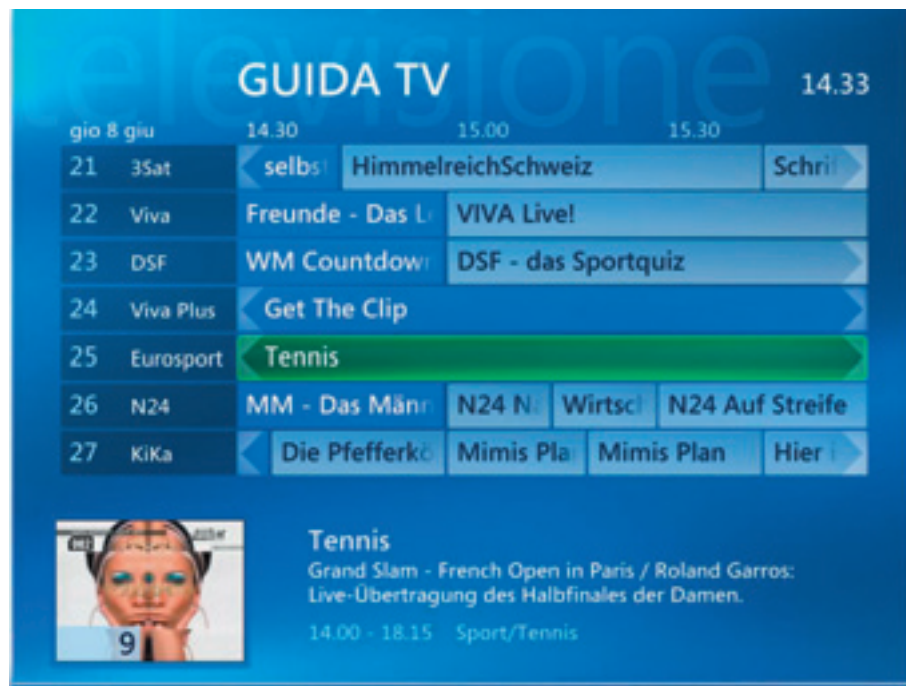 televisione
GUIDA TV 14.33
gio 8 giu 14.30 15.00 15.30
21 3Sat selbst HimmelreichSchweiz Schri
22 Viva Freunde - Das L VIVA Live!
23 DSF WM Countdow DSF - das Sportquiz
24 Viva Plus Get The Clip
25 Eurosport Tennis
26 N24 MM - Das Männ N24 N Wirtsc N24 Auf Streife
27 KiKa Die Pfefferkö Mimis Pla Mimis Plan Hier i
Tennis
Grand Slam - French Open in Paris / Roland Garros:
Live-Übertragung des Halbfinales der Damen.
14.00 - 18.15 Sport/Tennis
9